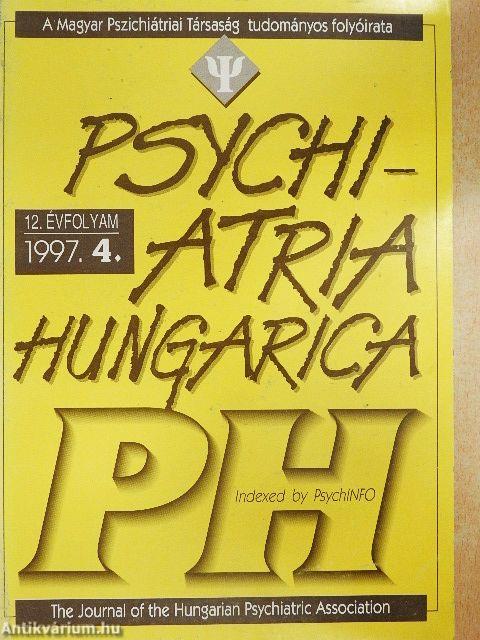 A Magyar Pszichiátriai Társaság tudományos folyóirata
Ψ
PSYCHI-
12. ÉVFOLYAM
1997. 4.
ATRIA
HUNGARICA
PH
Indexed by PsychINFO
The Journal of the Hungarian Psychiatric Association
Antikvárium.hu